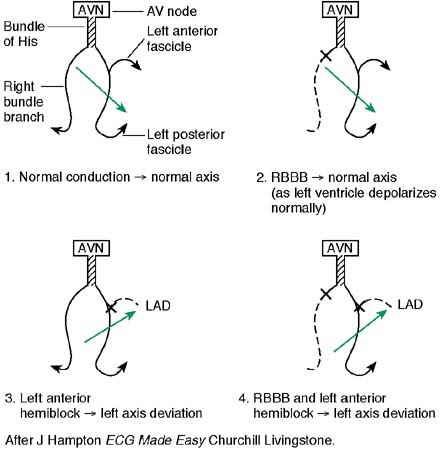 AVN
AV node
Bundle
of His
Left anterior
fascicle
Right
bundle
branch
Left posterior
fascicle
1. Normal conduction → normal axis
AVN
2. RBBB → normal axis
(as left ventricle depolarizes
normally)
AVN
LAD
3. Left anterior
hemiblock → left axis deviation
AVN
LAD
4. RBBB and left anterior
hemiblock → left axis deviation
After J Hampton ECG Made Easy Churchill Livingstone.